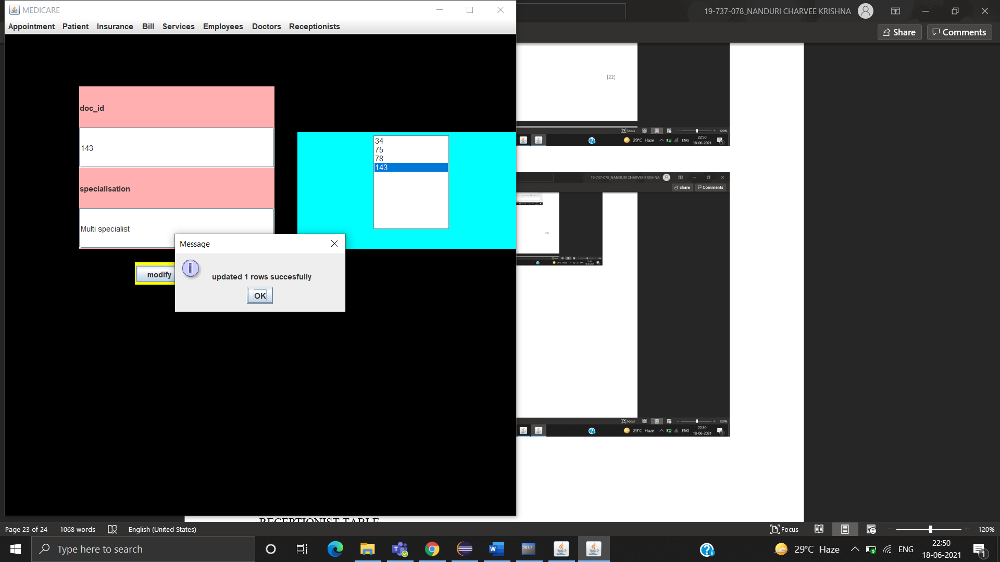 MEDICARE
19-737-078_NANDURI CHARVEE KRISHNA
Appointment Patient Insurance Bill Services Employees Doctors Receptionists
Share Comments
doc_id
143
specialisation
Multi specialist
34
75
78
143
modify
Message
updated 1 rows succesfully
OK
[22]
Focus 120%
29°C Haze ENG 22:50
18-06-2021
19-737-078_NANDURI CHARVEE KRISHNA
Share Comments
[22]
Focus 120%
29°C Haze ENG 22:50
18-06-2021
RECEPTIONIST TABLE
Page 23 of 24 1068 words English (United States) Focus 120%
Type here to search
SQL>
29°C Haze ENG 22:50
18-06-2021
1